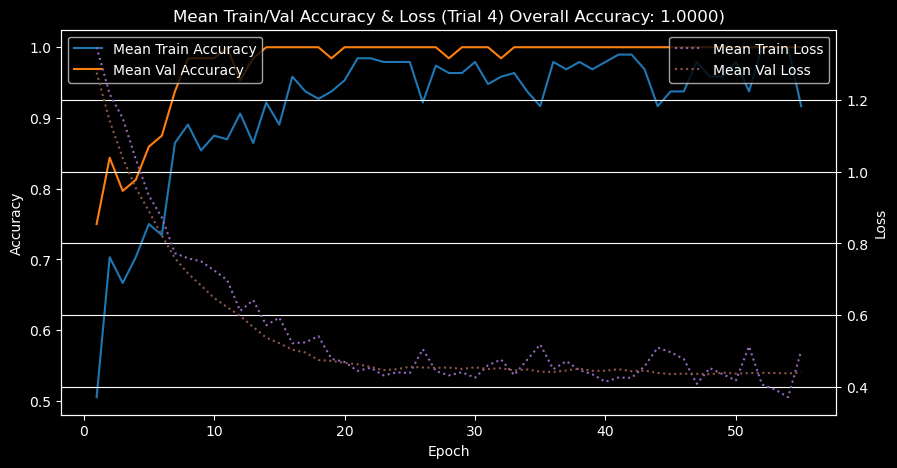 Mean Train/Val Accuracy & Loss (Trial 4) Overall Accuracy: 1.0000)
Mean Train Accuracy
Mean Val Accuracy
Mean Train Loss
Mean Val Loss
1.0
0.9
0.8
0.7
0.6
0.5
Accuracy
1.2
1.0
0.8
0.6
0.4
Loss
0
10
20
30
40
50
Epoch